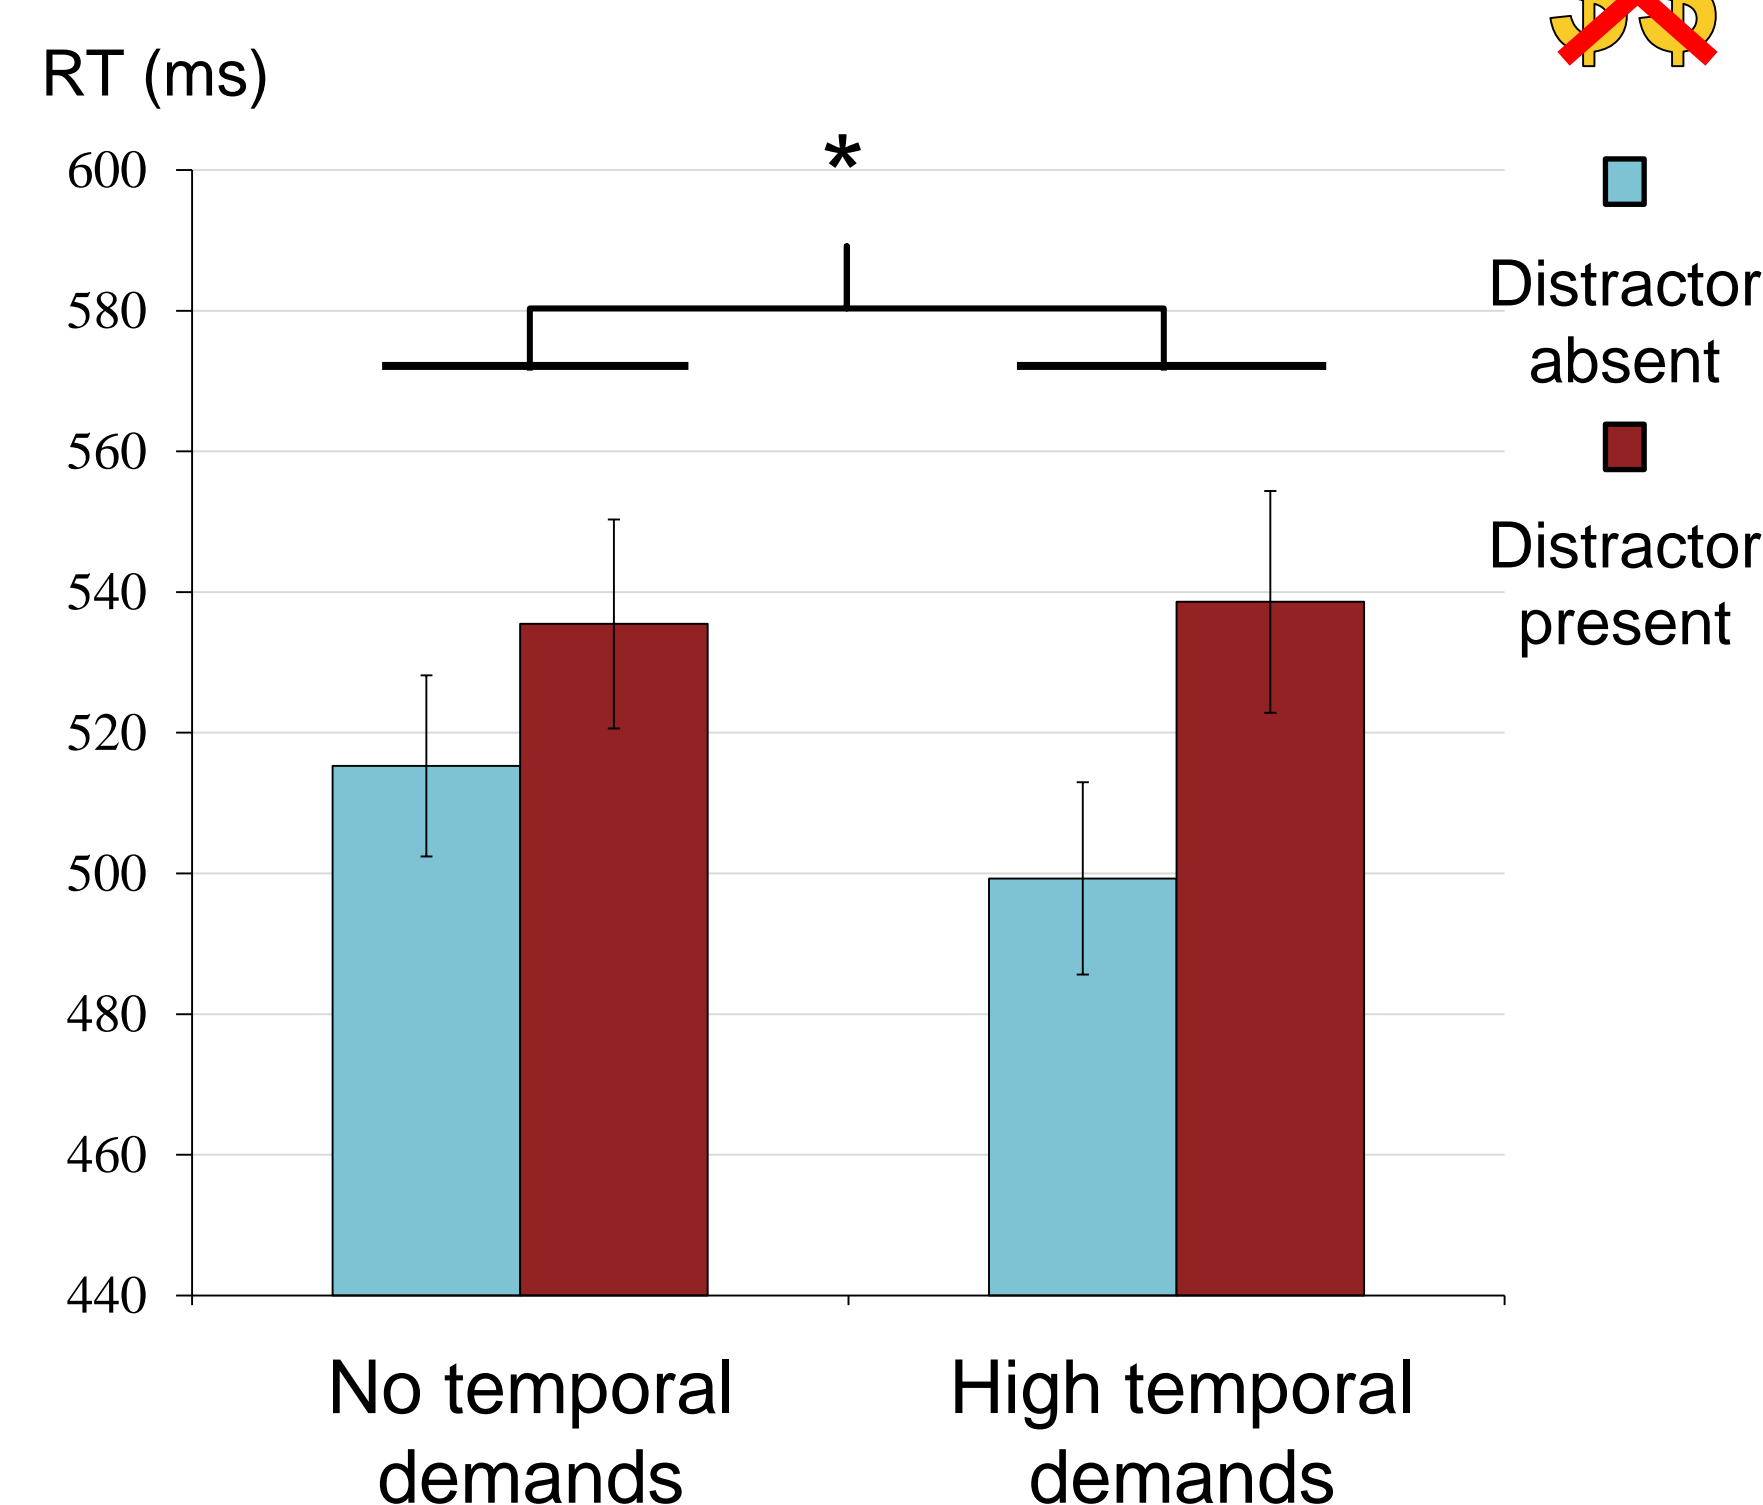 $$
RT (ms)
*
600
580
560
540
520
500
480
460
440
Distractor
absent
Distractor
present
No temporal
demands
High temporal
demands